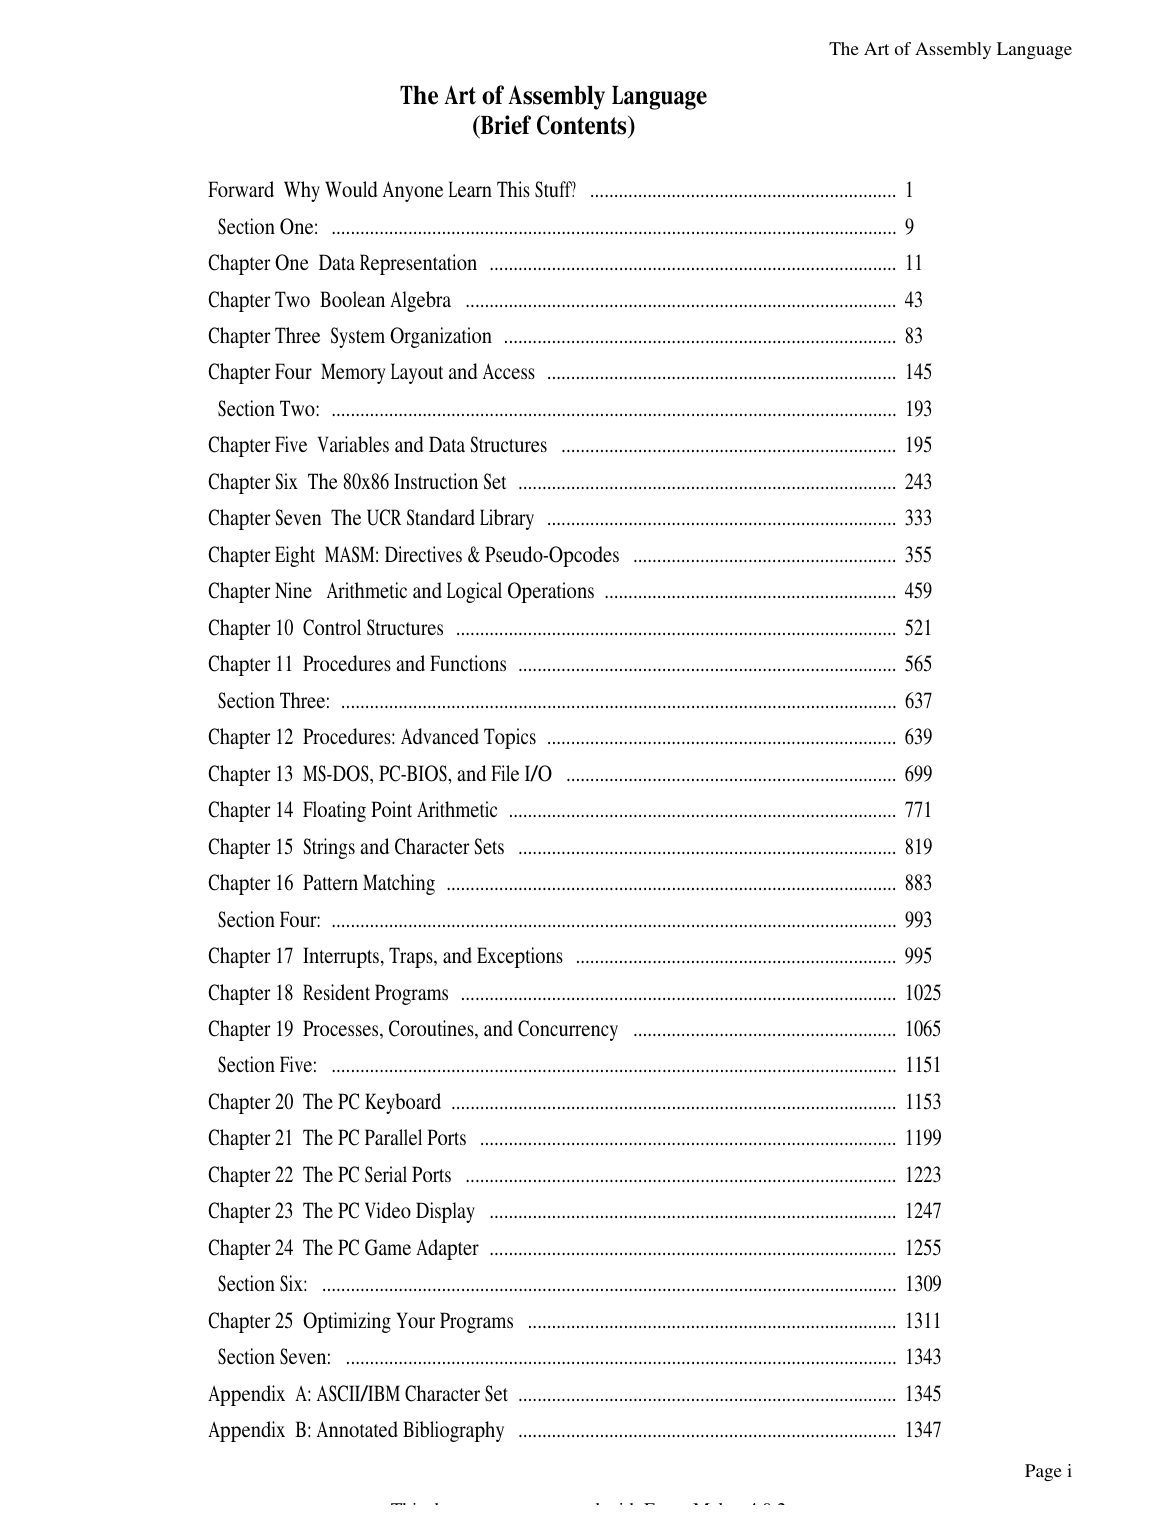 The Art of Assembly Language
The Art of Assembly Language
(Brief Contents)
Forward Why Would Anyone Learn This Stuff? ................................................................ 1
Section One: ...................................................................................................................... 9
Chapter One Data Representation ..................................................................................... 11
Chapter Two Boolean Algebra .......................................................................................... 43
Chapter Three System Organization .................................................................................. 83
Chapter Four Memory Layout and Access ......................................................................... 145
Section Two: ...................................................................................................................... 193
Chapter Five Variables and Data Structures ...................................................................... 195
Chapter Six The 80x86 Instruction Set ............................................................................... 243
Chapter Seven The UCR Standard Library ......................................................................... 333
Chapter Eight MASM: Directives & Pseudo-Opcodes ....................................................... 355
Chapter Nine Arithmetic and Logical Operations ............................................................. 459
Chapter 10 Control Structures ............................................................................................ 521
Chapter 11 Procedures and Functions ............................................................................... 565
Section Three: .................................................................................................................... 637
Chapter 12 Procedures: Advanced Topics ......................................................................... 639
Chapter 13 MS-DOS, PC-BIOS, and File I/O ..................................................................... 699
Chapter 14 Floating Point Arithmetic ................................................................................. 771
Chapter 15 Strings and Character Sets ............................................................................... 819
Chapter 16 Pattern Matching .............................................................................................. 883
Section Four: ...................................................................................................................... 993
Chapter 17 Interrupts, Traps, and Exceptions ................................................................... 995
Chapter 18 Resident Programs ........................................................................................... 1025
Chapter 19 Processes, Coroutines, and Concurrency ....................................................... 1065
Section Five: ...................................................................................................................... 1151
Chapter 20 The PC Keyboard ............................................................................................. 1153
Chapter 21 The PC Parallel Ports ....................................................................................... 1199
Chapter 22 The PC Serial Ports .......................................................................................... 1223
Chapter 23 The PC Video Display ..................................................................................... 1247
Chapter 24 The PC Game Adapter ..................................................................................... 1255
Section Six: ........................................................................................................................ 1309
Chapter 25 Optimizing Your Programs ............................................................................. 1311
Section Seven: ................................................................................................................... 1343
Appendix A: ASCII/IBM Character Set ............................................................................... 1345
Appendix B: Annotated Bibliography ............................................................................... 1347
Page i